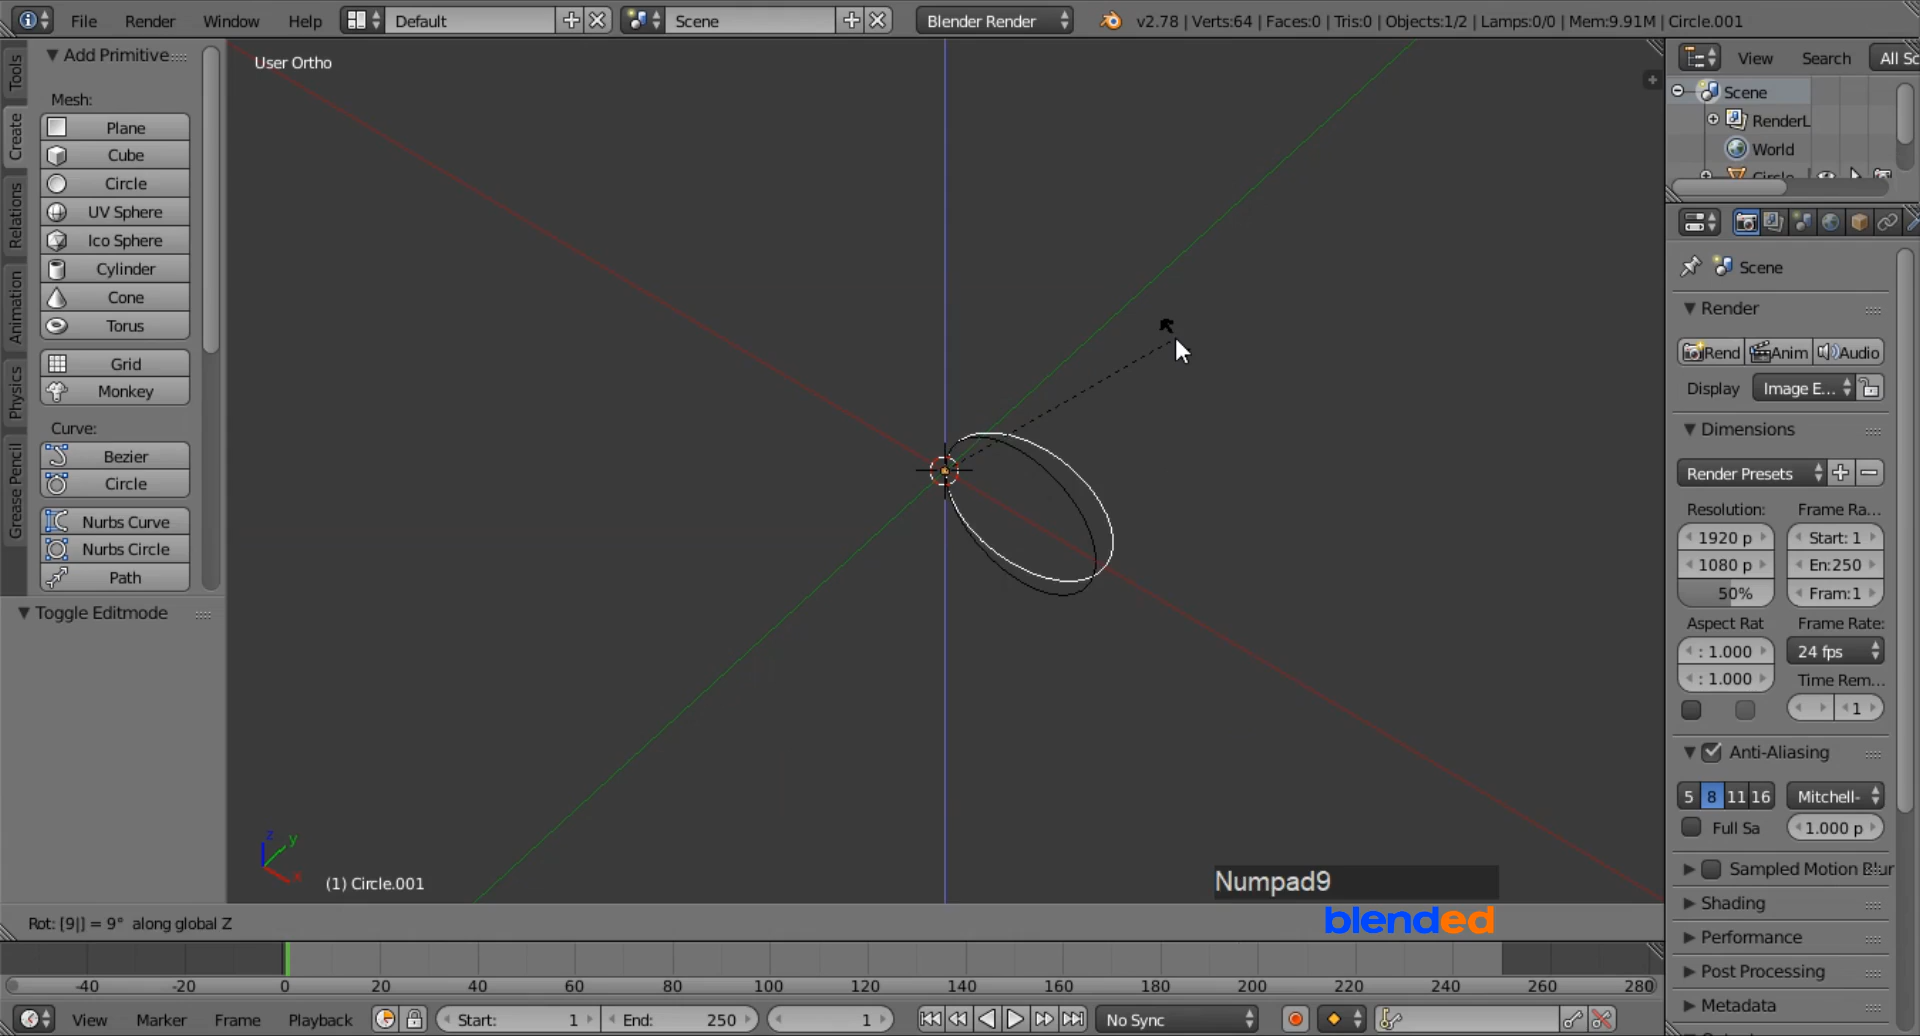 File Render Window Help Default Scene Blender Render v2.78 | Verts:64 | Faces:0 | Tris:0 | Objects:1/2 | Lamps:0/0 | Mem:9.91M | Circle.001
Tools
Create
Relations
Animation
Physics
Grease Pencil
Add Primitive
Mesh:
Plane
Cube
Circle
UV Sphere
Ico Sphere
Cylinder
Cone
Torus
Grid
Monkey
Curve:
Bezier
Circle
Nurbs Curve
Nurbs Circle
Path
Toggle Editmode
User Ortho
z
y
x
(1) Circle.001
Numpad9
blended
Rot: [9|] = 9° along global Z
View Search All Sc
Scene
RenderL
World
Circle
Scene
Render
Rend Anim Audio
Display Image E...
Dimensions
Render Presets
Resolution: Frame Ra...
1920 p Start: 1
1080 p En:250
50% Fram:1
Aspect Rat Frame Rate:
: 1.000 24 fps
: 1.000 Time Rem...
1
Anti-Aliasing
5 8 11 16 Mitchell-
Full Sa 1.000 p
Sampled Motion Blur
Shading
Performance
Post Processing
Metadata
-40 -20 0 20 40 60 80 100 120 140 160 180 200 220 240 260 280
View Marker Frame Playback Start: 1 End: 250 1 No Sync